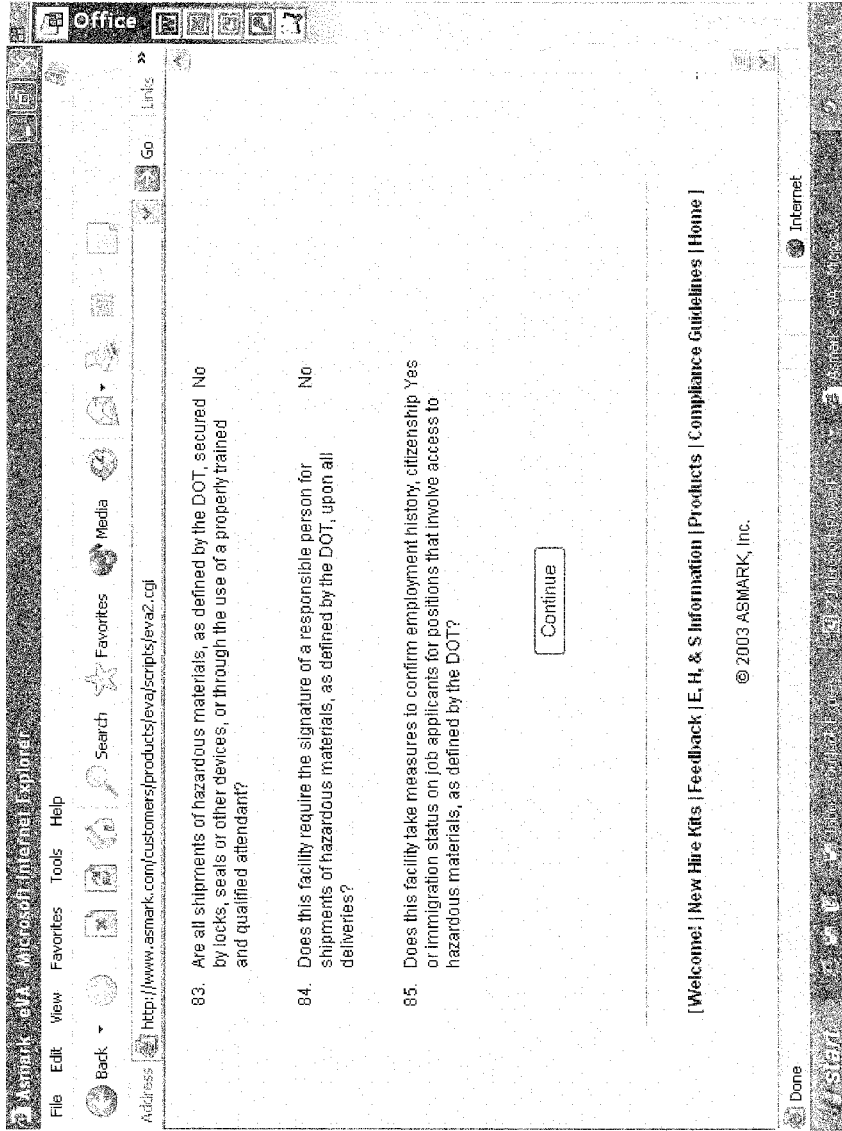 Asmark - eVA - Microsoft Internet Explorer
Office
File Edit View Favorites Tools Help
Back Search Favorites Media
Address http://www.asmark.com/customers/products/eva/scripts/eva2.cgi Go Links »
83. Are all shipments of hazardous materials, as defined by the DOT, secured No
by locks, seals or other devices, or through the use of a properly trained
and qualified attendant?
84. Does this facility require the signature of a responsible person for No
shipments of hazardous materials, as defined by the DOT, upon all
deliveries?
85. Does this facility take measures to confirm employment history, citizenship Yes
or immigration status on job applicants for positions that involve access to
hazardous materials, as defined by the DOT?
Continue
[Welcome! | New Hire Kits | Feedback | E, H, & S Information | Products | Compliance Guidelines | Home ]
© 2003 ASMARK, Inc.
Done Internet
start